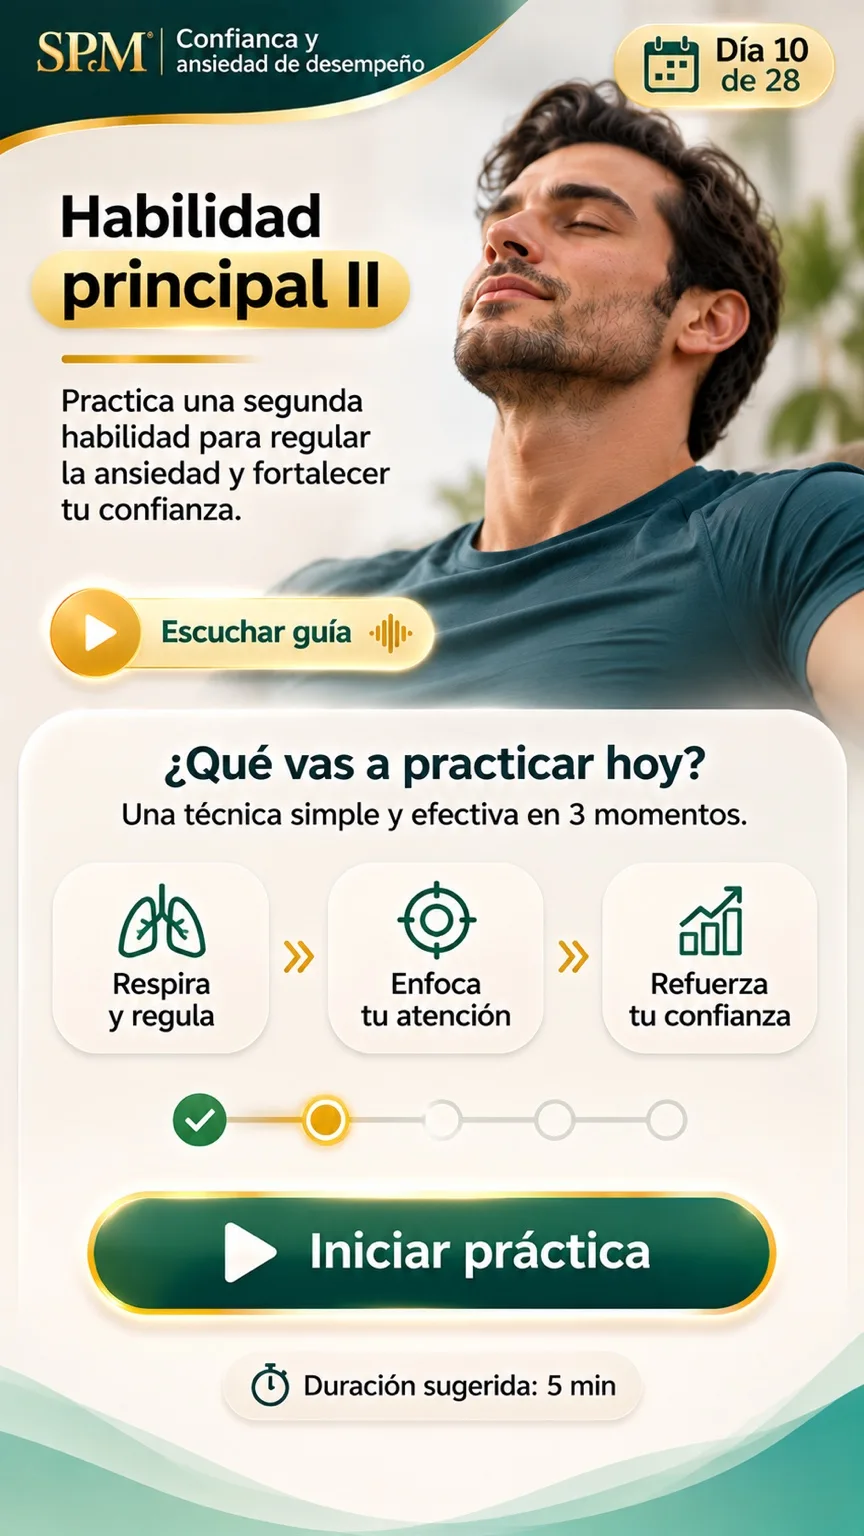 SPM
Confianca y
ansiedad de desempeño
Día 10
de 28
Habilidad
principal II
Practica una segunda
habilidad para regular
la ansiedad y fortalecer
tu confianza.
Escuchar guía
¿Qué vas a practicar hoy?
Una técnica simple y efectiva en 3 momentos.
Respira
y regula
Enfoca
tu atención
Refuerza
tu confianza
Iniciar práctica
Duración sugerida: 5 min